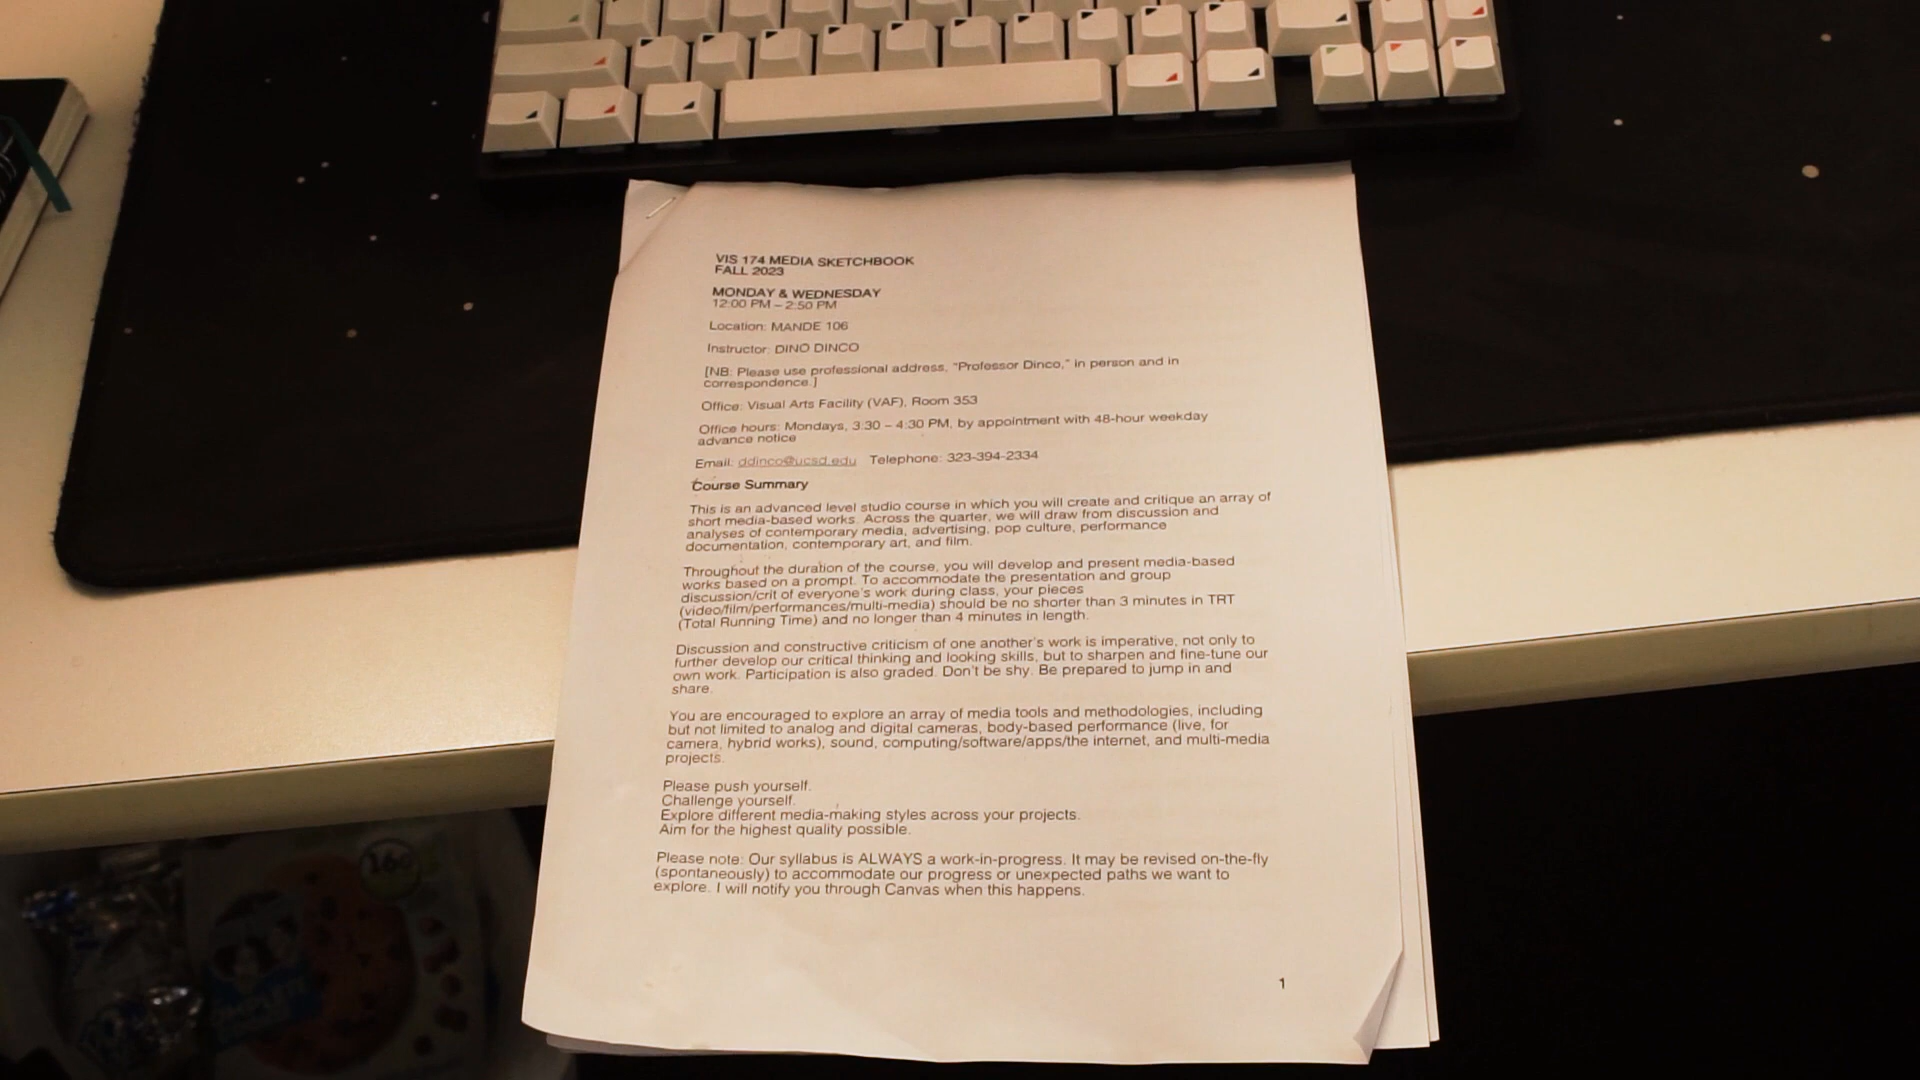 VIS 174 MEDIA SKETCHBOOK
FALL 2023
MONDAY & WEDNESDAY
12:00 PM – 2:50 PM
Location: MANDE 106
Instructor: DINO DINCO
[NB: Please use professional address, “Professor Dinco,” in person and in
correspondence.]
Office: Visual Arts Facility (VAF), Room 353
Office hours: Mondays, 3:30 – 4:30 PM, by appointment with 48-hour weekday
advance notice
Email: ddinco@ucsd.edu Telephone: 323-394-2334
Course Summary
This is an advanced level studio course in which you will create and critique an array of
short media-based works. Across the quarter, we will draw from discussion and
analyses of contemporary media, advertising, pop culture, performance
documentation, contemporary art, and film.
Throughout the duration of the course, you will develop and present media-based
works based on a prompt. To accommodate the presentation and group
discussion/crit of everyone’s work during class, your pieces
(video/film/performances/multi-media) should be no shorter than 3 minutes in TRT
(Total Running Time) and no longer than 4 minutes in length.
Discussion and constructive criticism of one another’s work is imperative, not only to
further develop our critical thinking and looking skills, but to sharpen and fine-tune our
own work. Participation is also graded. Don’t be shy. Be prepared to jump in and
share.
You are encouraged to explore an array of media tools and methodologies, including
but not limited to analog and digital cameras, body-based performance (live, for
camera, hybrid works), sound, computing/software/apps/the internet, and multi-media
projects.
Please push yourself.
Challenge yourself.
Explore different media-making styles across your projects.
Aim for the highest quality possible.
Please note: Our syllabus is ALWAYS a work-in-progress. It may be revised on-the-fly
(spontaneously) to accommodate our progress or unexpected paths we want to
explore. I will notify you through Canvas when this happens.
1